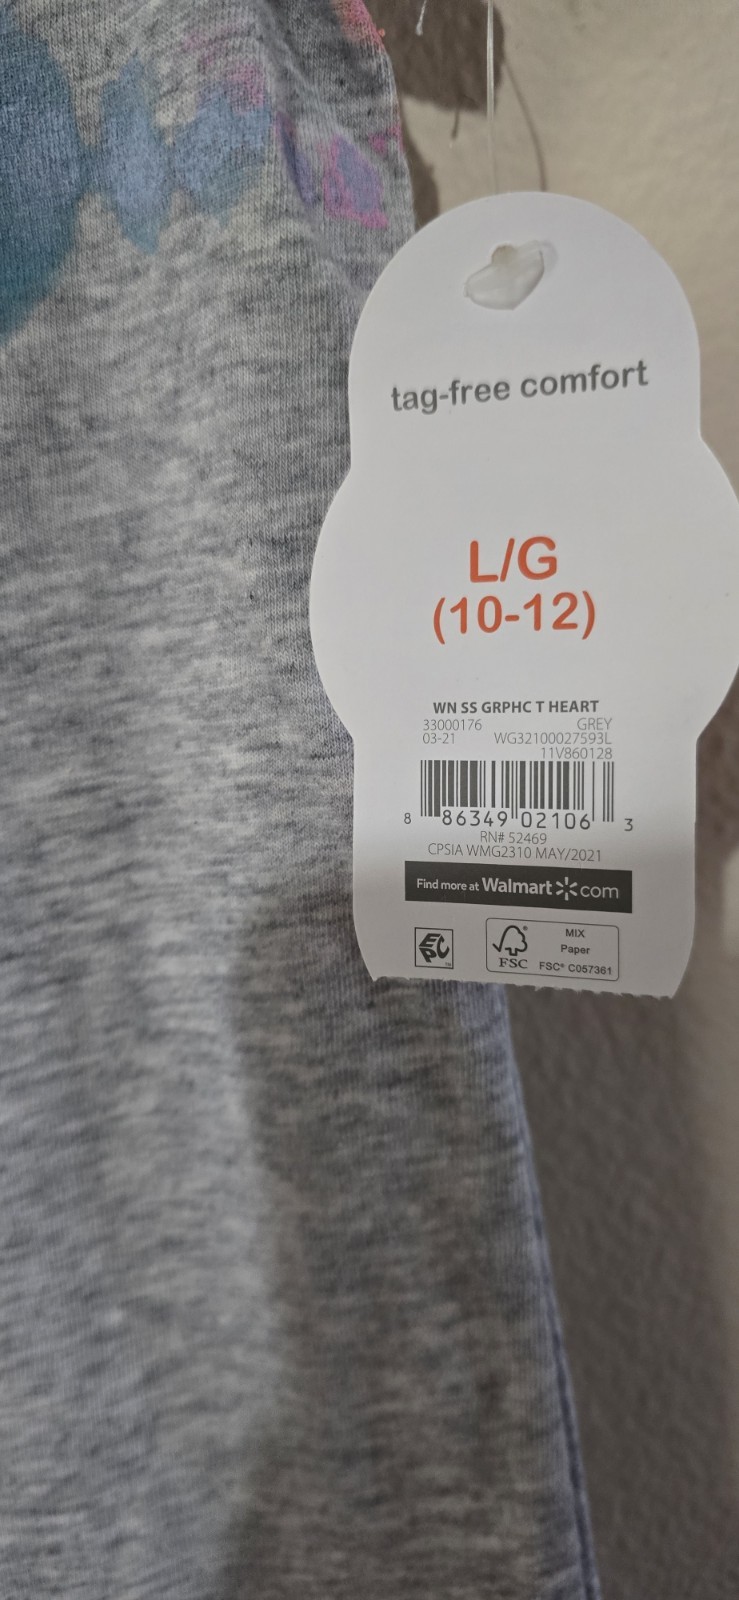 tag-free comfort
L/G
(10-12)
WN SS GRPHC T HEART
33000176 GREY
03-21 WG32100027593L
11V860128
8 86349 02106 3
RN# 52469
CPSIA WMG2310 MAY/2021
Find more at Walmart com
EPC™
MIX
Paper
FSC® C057361
FSC